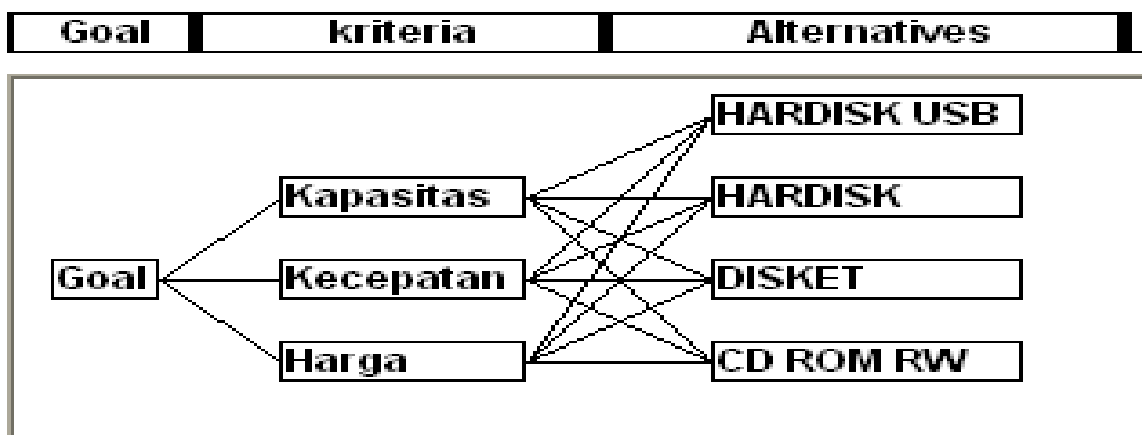 Goal kriteria Alternatives
HARDISK USB
Kapasitas HARDISK
Goal Kecepatan DISKET
Harga CD ROM RW